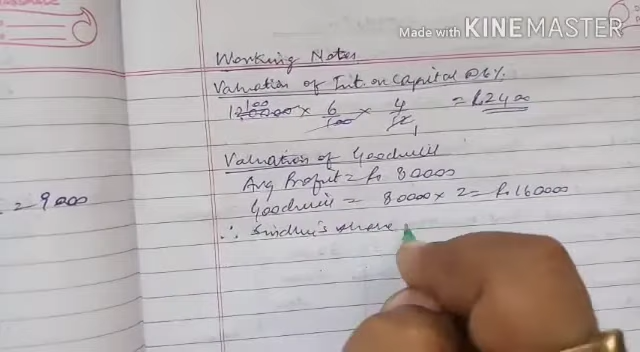 Made with KINEMASTER
Working Notes
Valuation of Int. on Capital @ 6%
120000 × 6/100 × 4/12 = Rs 2400
Valuation of Goodwill
Avg Profit = Rs 80000
= 9000
Goodwill = 80000 × 2 = Rs 160000
∴ Sindhu's share